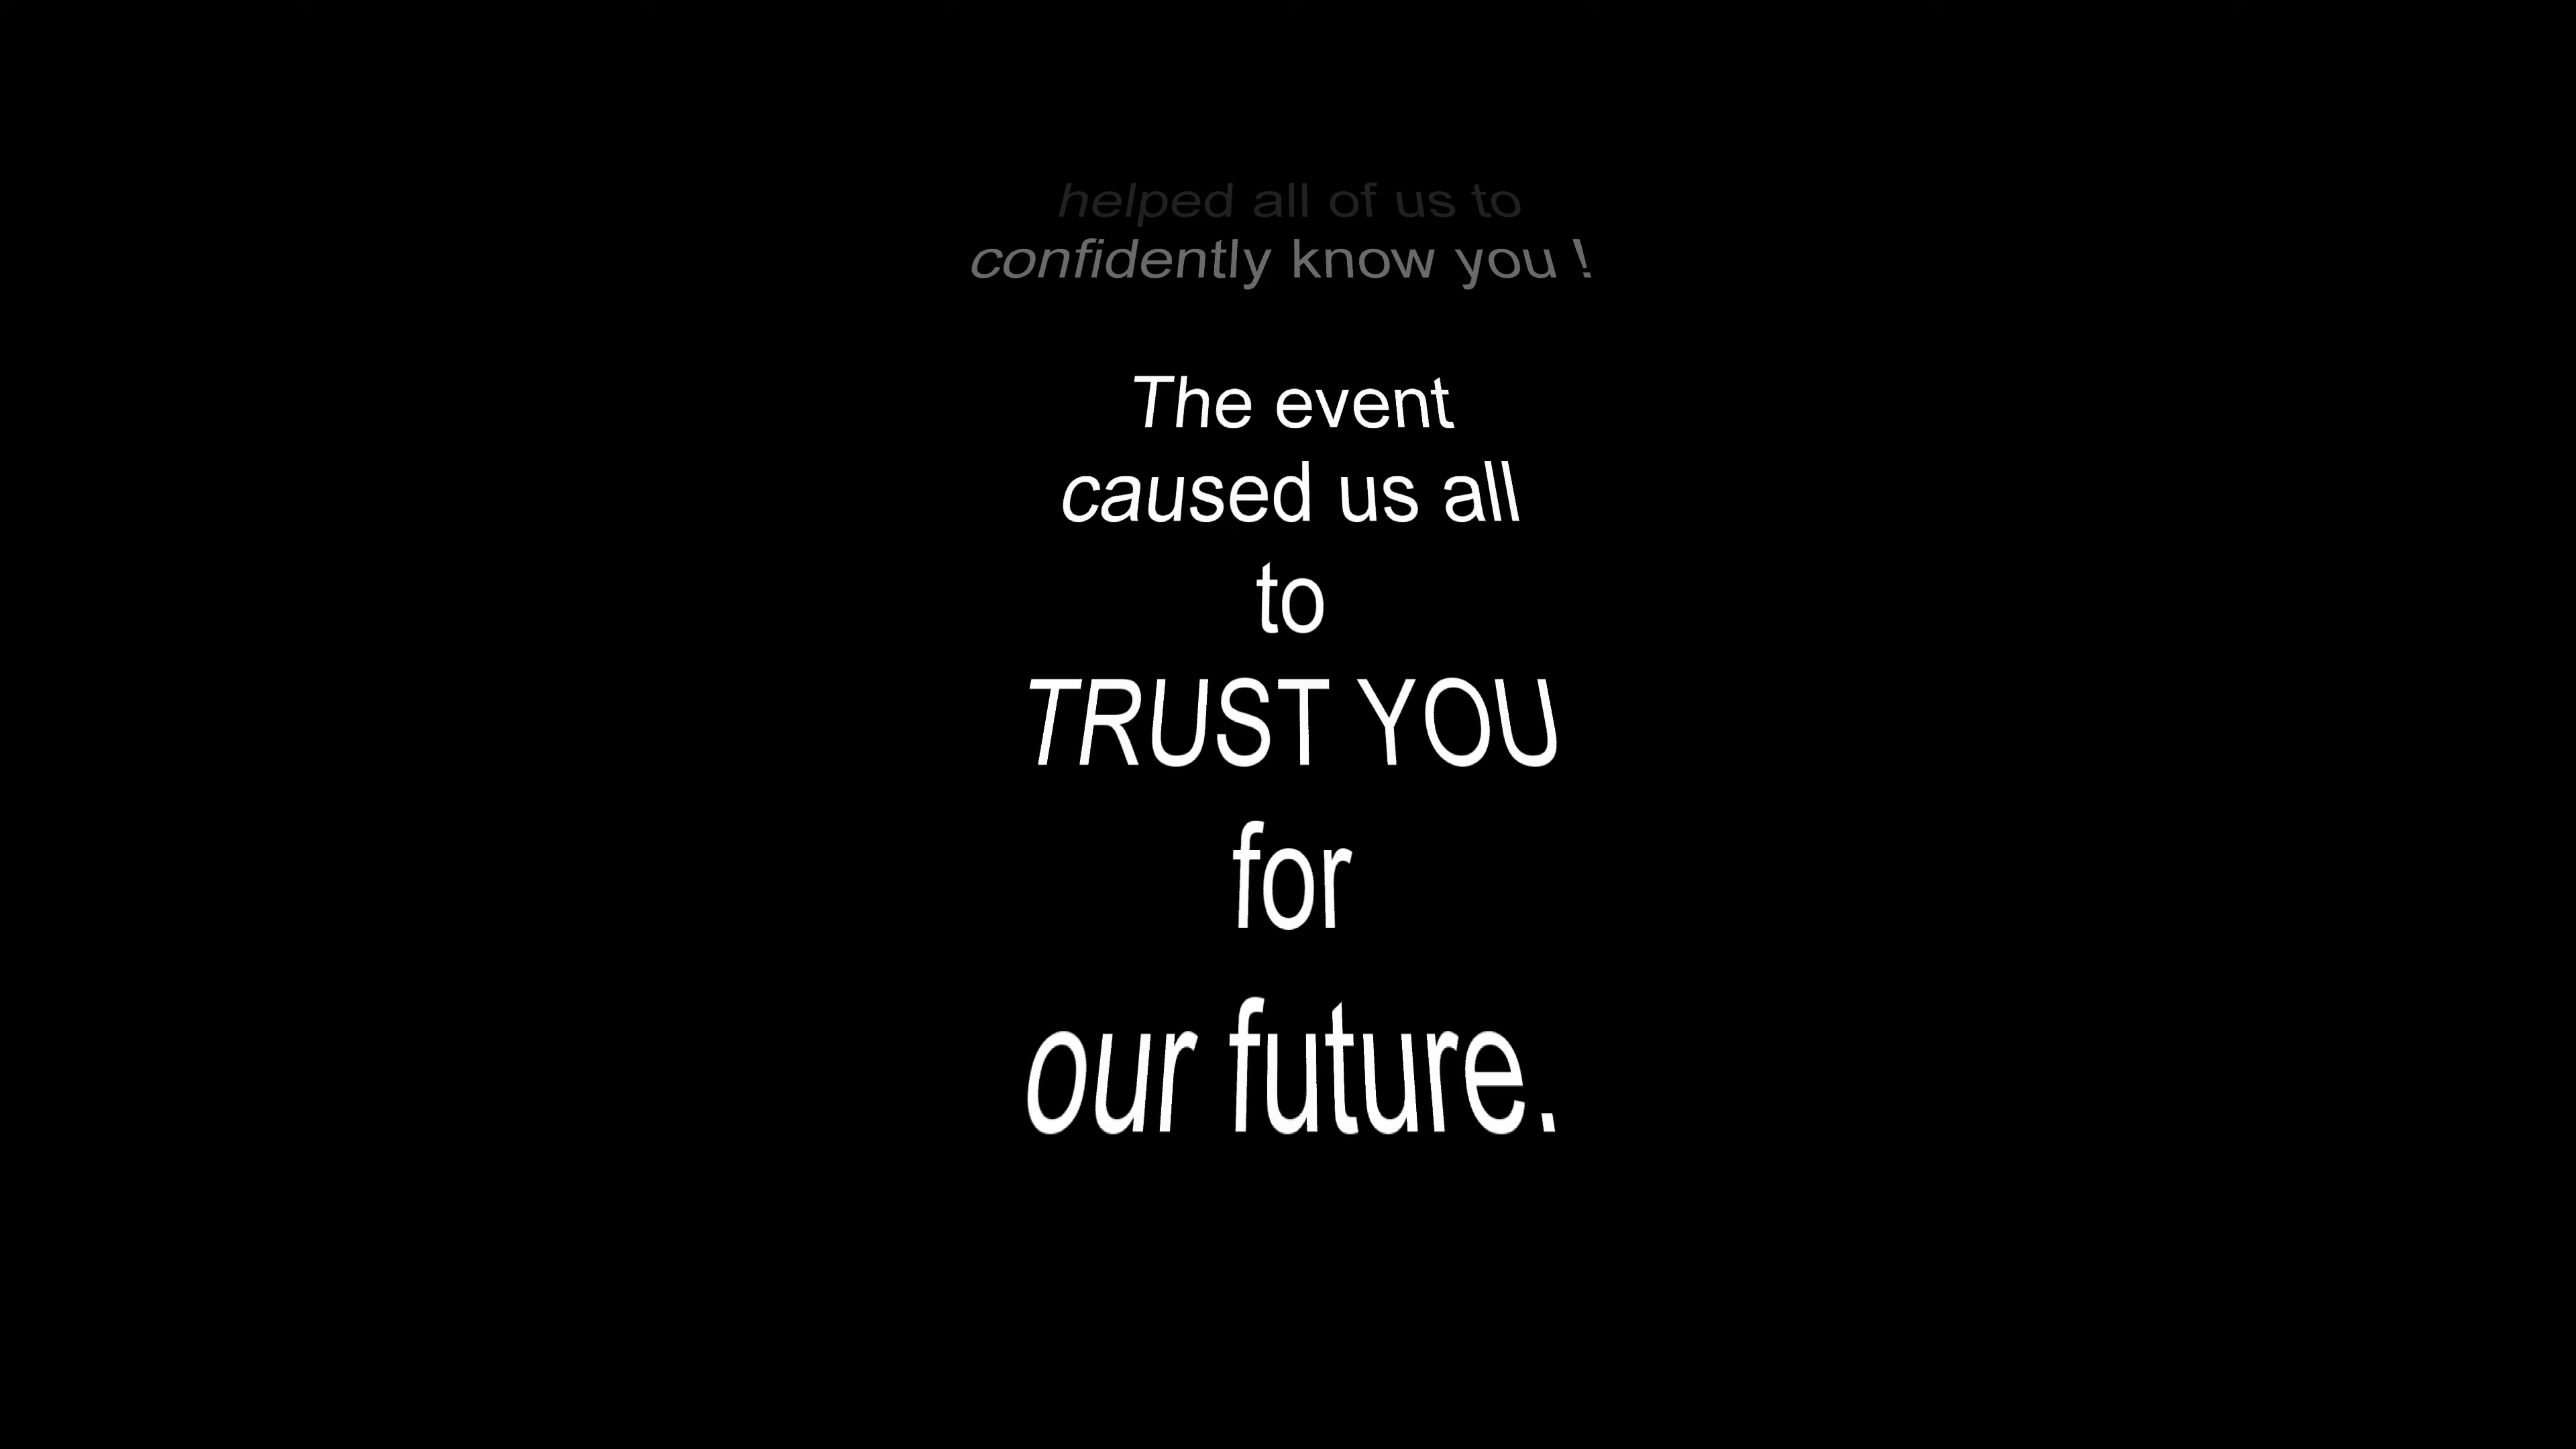 helped all of us to
confidently know you !
The event
caused us all
to
TRUST YOU
for
our future.